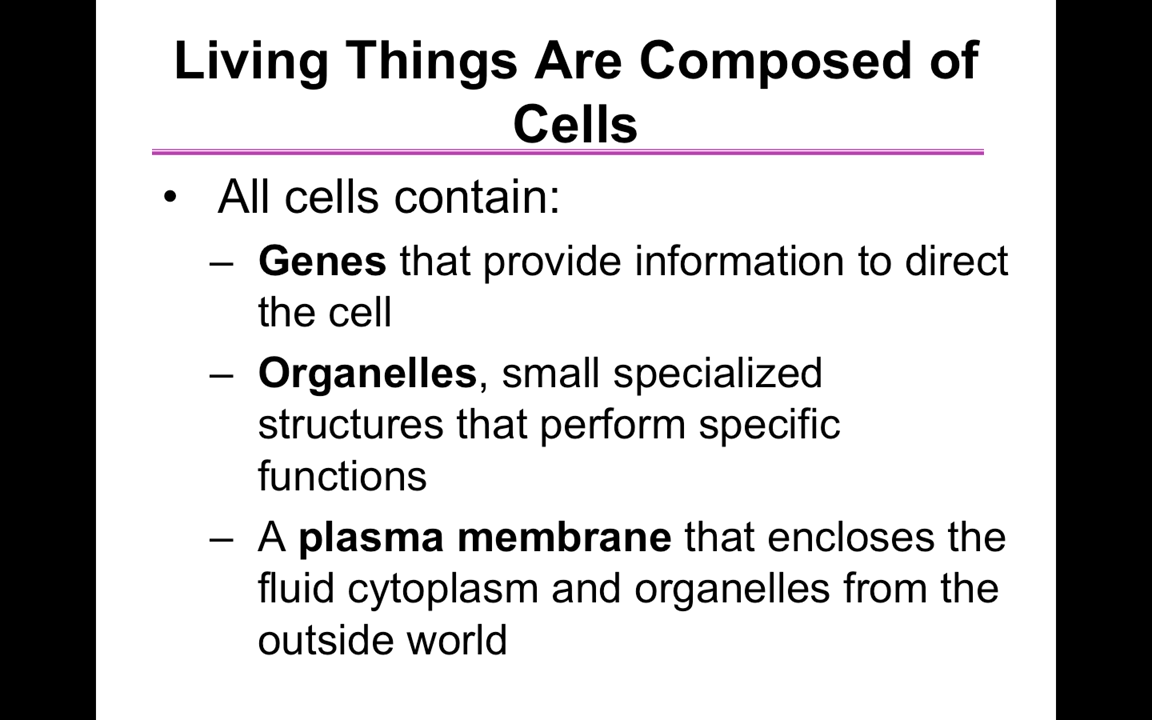 Living Things Are Composed of
Cells
• All cells contain:
– Genes that provide information to direct
the cell
– Organelles, small specialized
structures that perform specific
functions
– A plasma membrane that encloses the
fluid cytoplasm and organelles from the
outside world